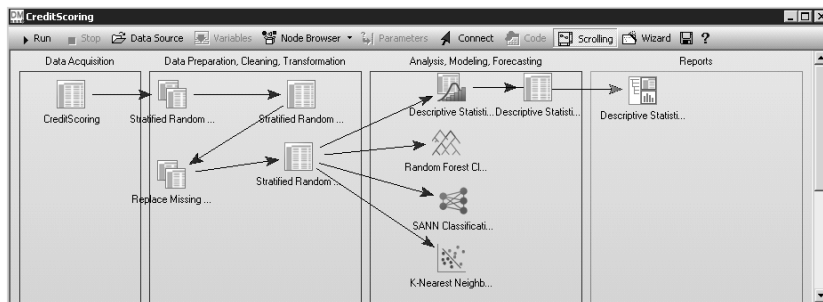 CreditScoring
Run Stop Data Source Variables Node Browser Parameters Connect Code Scrolling Wizard ?
Data Acquisition Data Preparation, Cleaning, Transformation Analysis, Modeling, Forecasting Reports
CreditScoring Stratified Random ... Stratified Random ... Descriptive Statisti... Descriptive Statisti... Descriptive Statisti...
Replace Missing ... Stratified Random ... Random Forest Cl...
SANN Classificati...
K-Nearest Neighb...